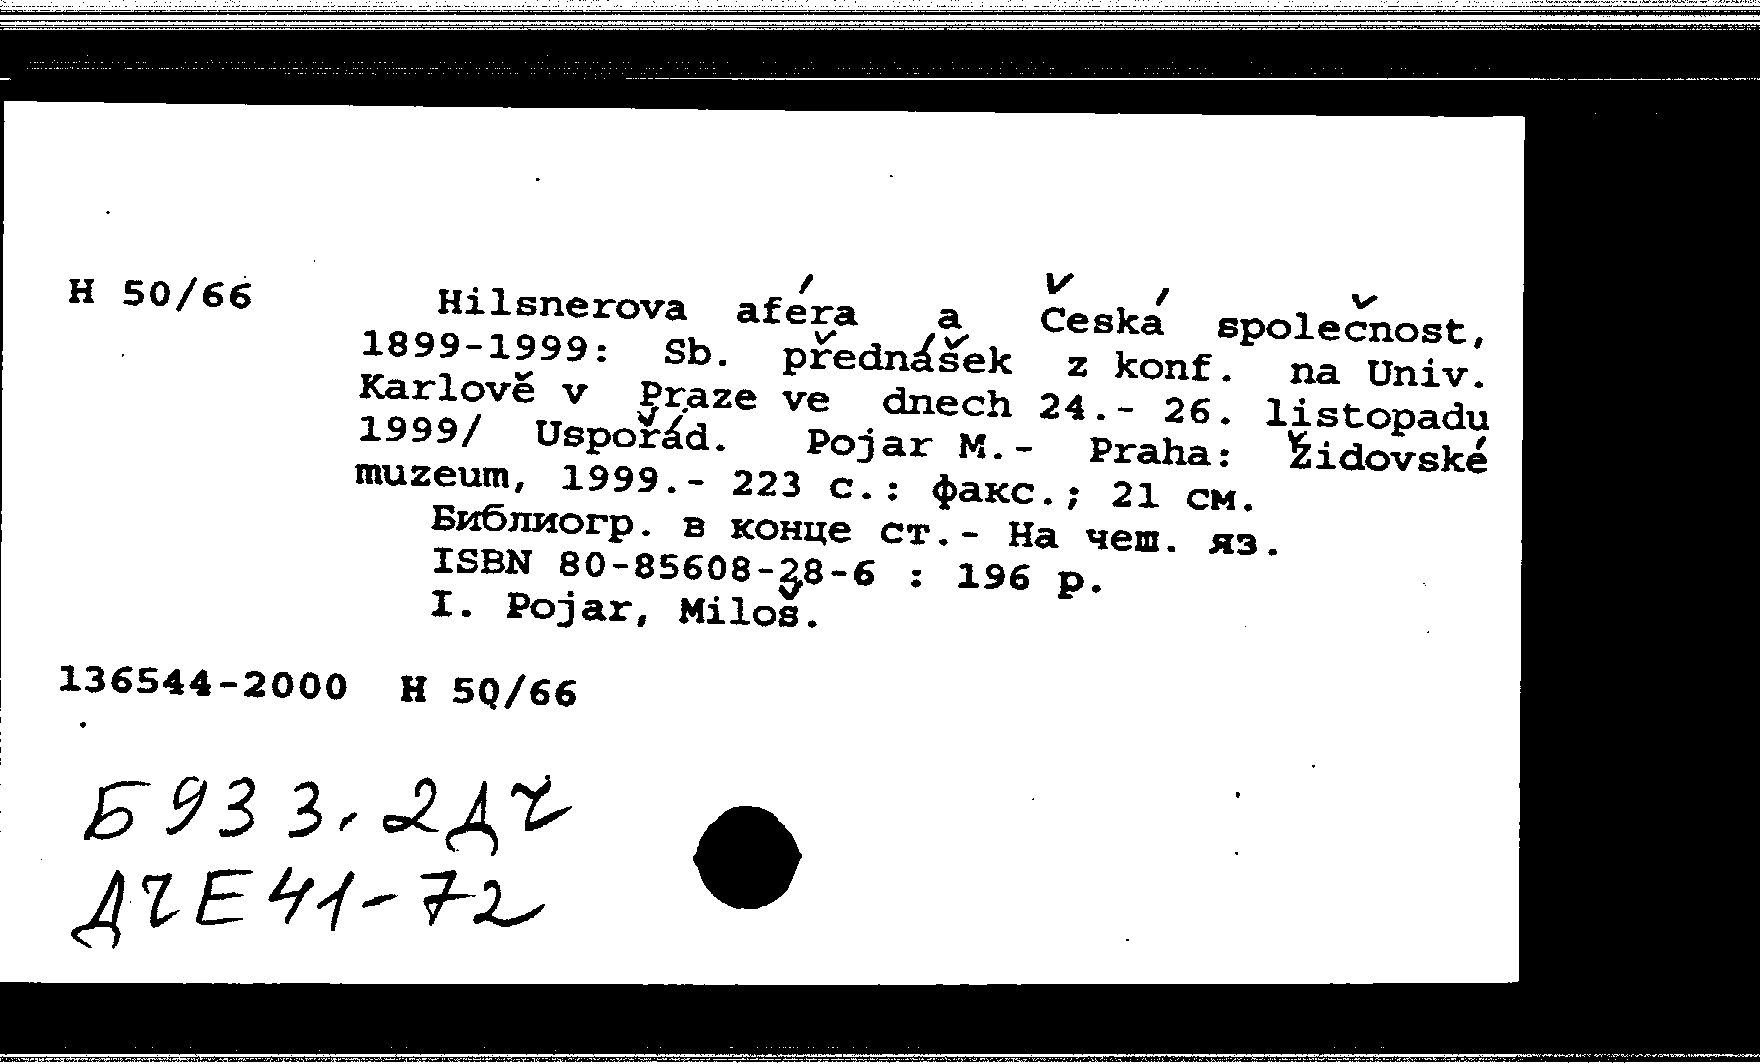 Н 50/66
Hilsnerova aféra a Česká společnost,
1899-1999: Sb. přednášek z konf. na Univ.
Karlově v Praze ve dnech 24.- 26. listopadu
1999/ Uspořád. Pojar M.- Praha: Židovské
muzeum, 1999.- 223 с.: факс.; 21 см.
Библиогр. в конце ст.- На чеш. яз.
ISBN 80-85608-28-6 : 196 р.
I. Pojar, Miloš.
136544-2000 Н 50/66
Б933.2ДЧ
ДЧЕ41-72